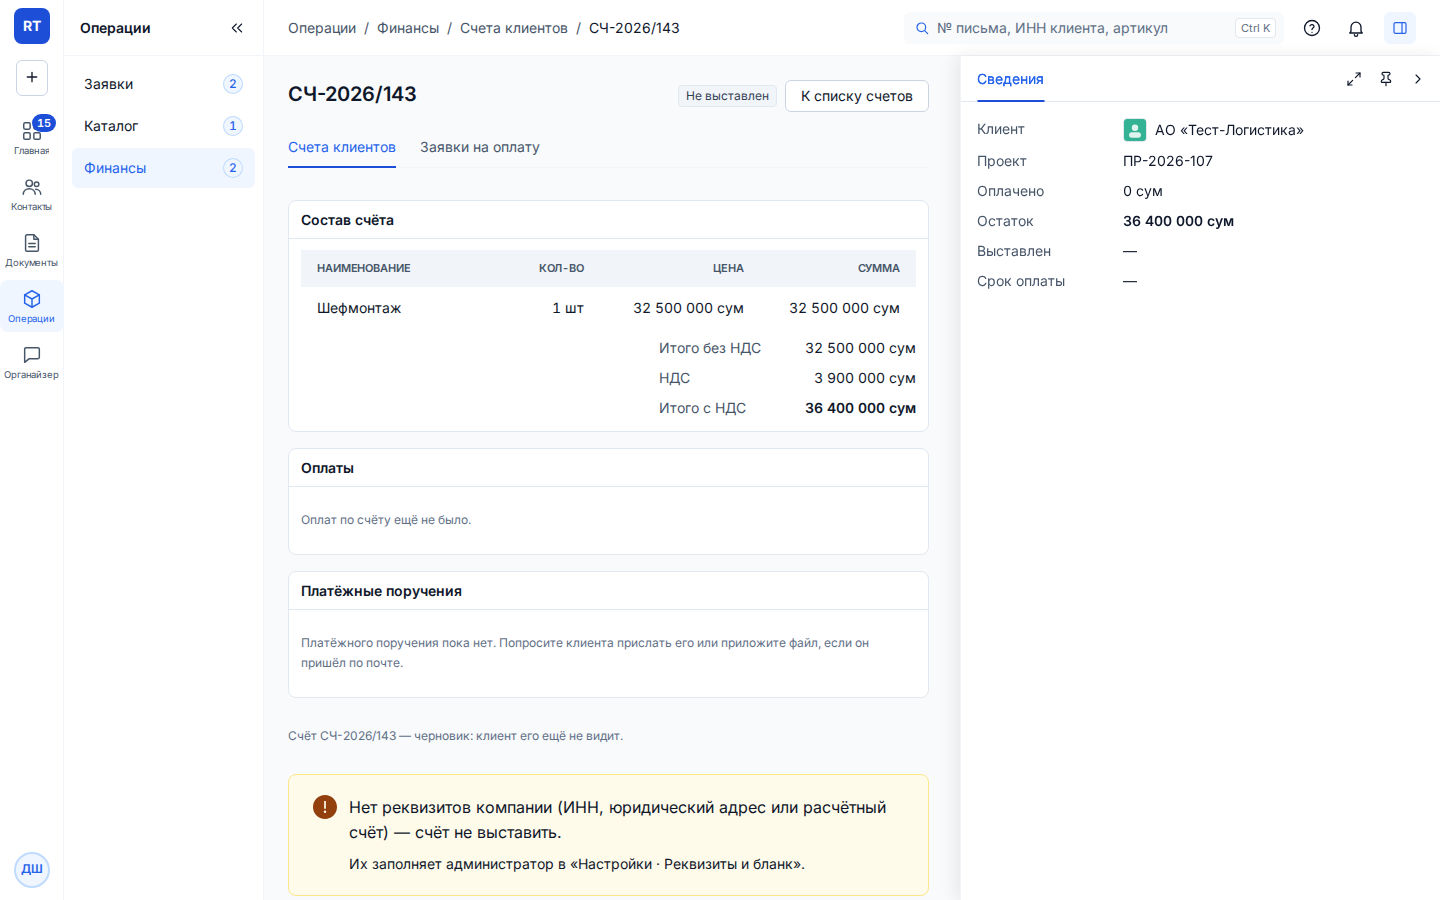 RT
15
Главная
Контакты
Документы
Операции
Органайзер
ДШ
Операции
Заявки 2
Каталог 1
Финансы 2
Операции / Финансы / Счета клиентов / СЧ-2026/143
№ письма, ИНН клиента, артикул Ctrl K
СЧ-2026/143
Не выставлен К списку счетов
Счета клиентов Заявки на оплату
Состав счёта
НАИМЕНОВАНИЕ КОЛ-ВО ЦЕНА СУММА
Шефмонтаж 1 шт 32 500 000 сум 32 500 000 сум
Итого без НДС 32 500 000 сум
НДС 3 900 000 сум
Итого с НДС 36 400 000 сум
Оплаты
Оплат по счёту ещё не было.
Платёжные поручения
Платёжного поручения пока нет. Попросите клиента прислать его или приложите файл, если он
пришёл по почте.
Счёт СЧ-2026/143 — черновик: клиент его ещё не видит.
Нет реквизитов компании (ИНН, юридический адрес или расчётный
счёт) — счёт не выставить.
Их заполняет администратор в «Настройки · Реквизиты и бланк».
Сведения
Клиент АО «Тест-Логистика»
Проект ПР-2026-107
Оплачено 0 сум
Остаток 36 400 000 сум
Выставлен —
Срок оплаты —